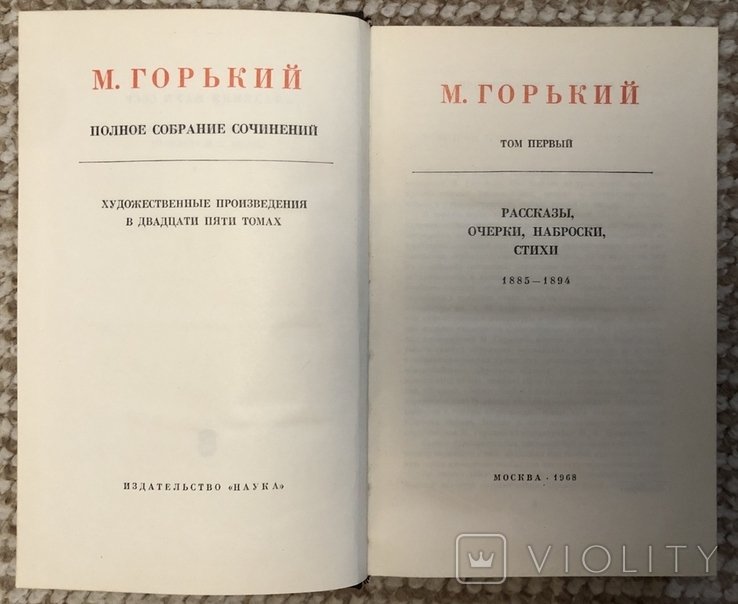 М. ГОРЬКИЙ
ПОЛНОЕ СОБРАНИЕ СОЧИНЕНИЙ
ХУДОЖЕСТВЕННЫЕ ПРОИЗВЕДЕНИЯ
В ДВАДЦАТИ ПЯТИ ТОМАХ
ИЗДАТЕЛЬСТВО «НАУКА»
М. ГОРЬКИЙ
ТОМ ПЕРВЫЙ
РАССКАЗЫ,
ОЧЕРКИ, НАБРОСКИ,
СТИХИ
1885—1894
МОСКВА · 1968
VIOLITY